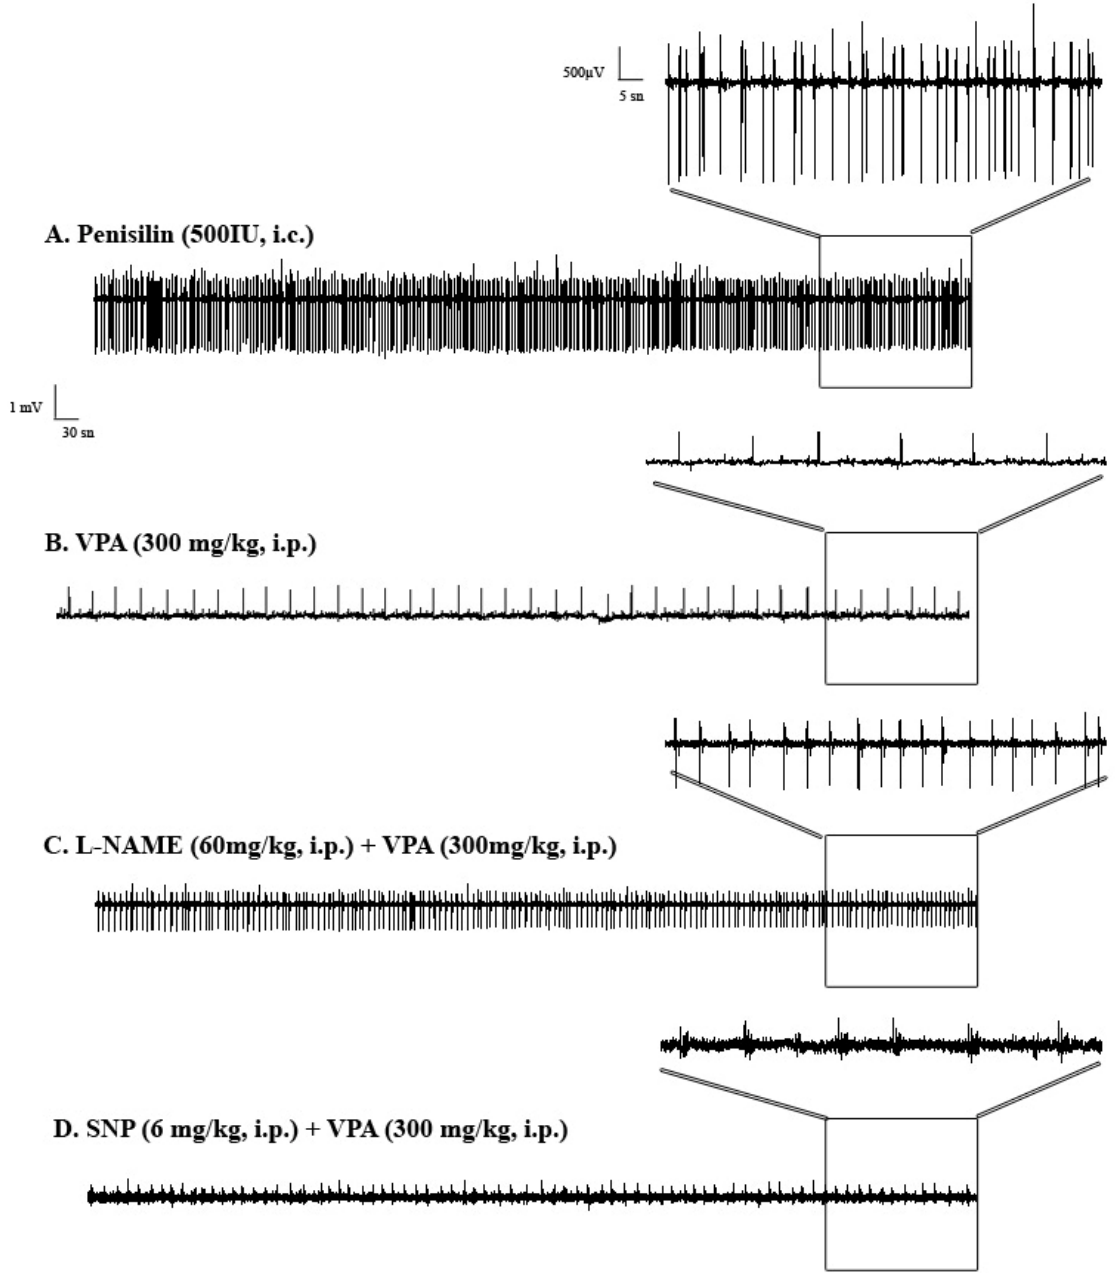 500µV
5 sn
A. Penisilin (500IU, i.c.)
1 mV
30 sn
B. VPA (300 mg/kg, i.p.)
C. L-NAME (60mg/kg, i.p.) + VPA (300mg/kg, i.p.)
D. SNP (6 mg/kg, i.p.) + VPA (300 mg/kg, i.p.)